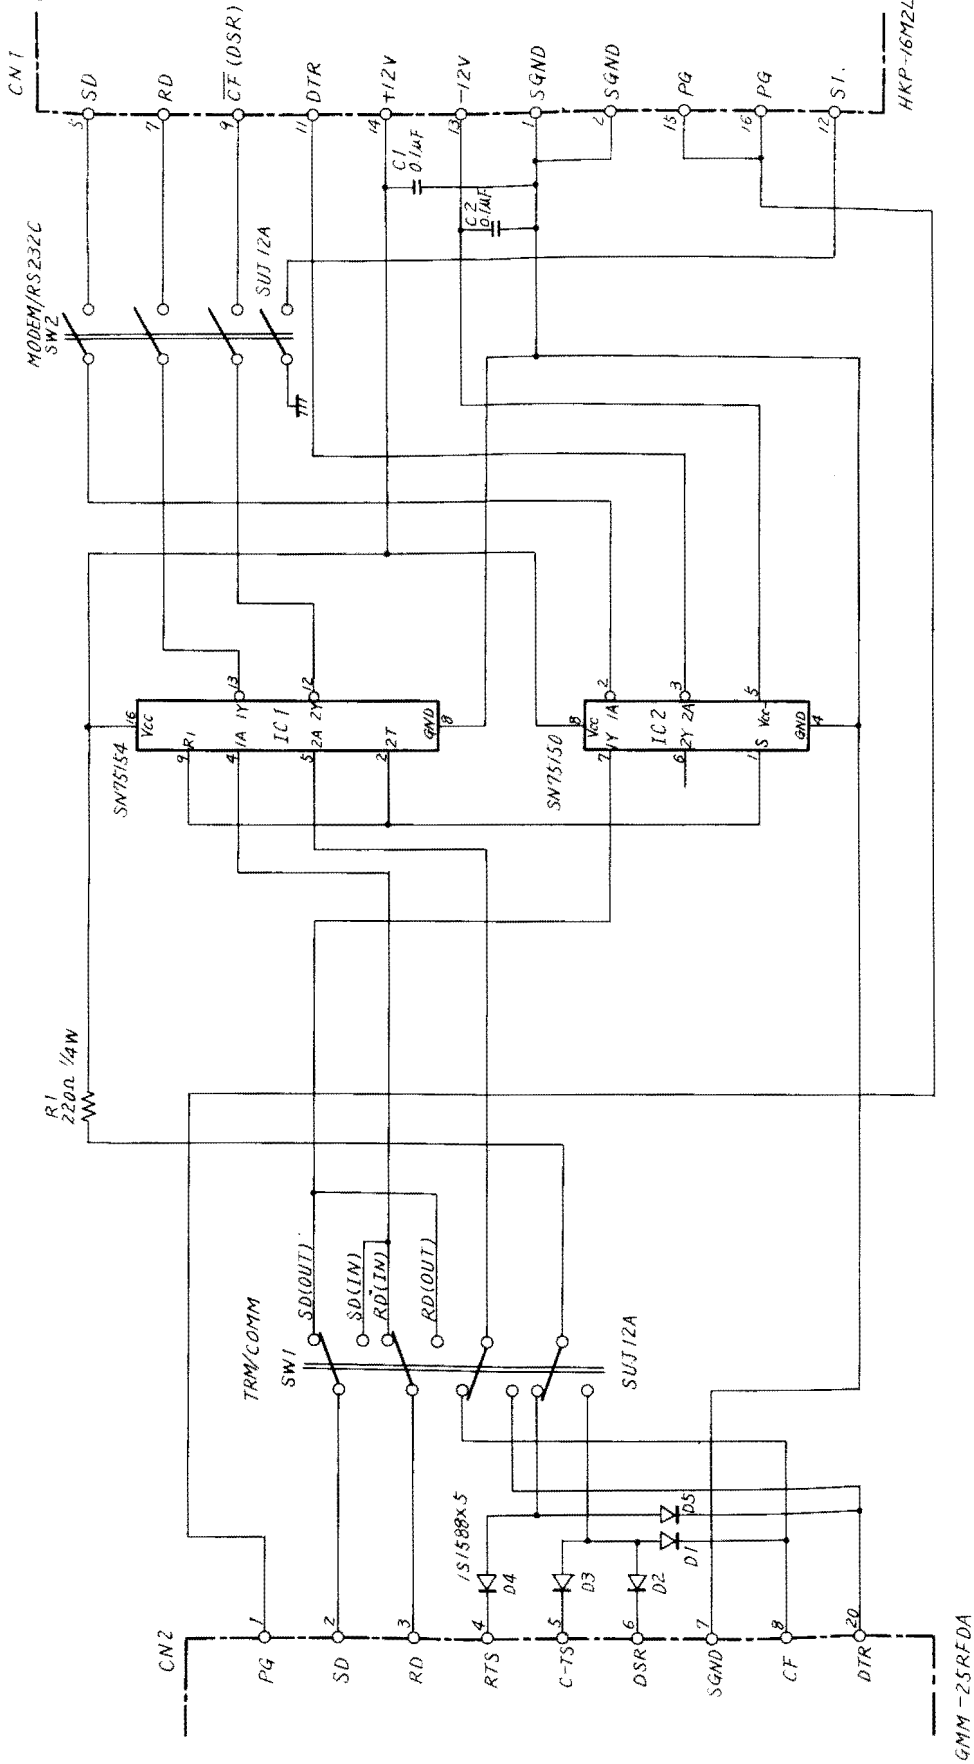 CN1
SD
RD
CF (DSR)
DTR
+12V
-12V
SGND
SGND
PG
PG
S1.
HKP-16M2L
5
7
9
11
14
13
1
2
15
16
12
C1
0.1µF
C2
0.1µF
MODEM/RS232C
SW2
SUJ12A
SN75154
16
Vcc
9
R1
13
1Y
4
1A
IC1
12
2Y
5
2A
2
2T
GND
8
SN75150
8
Vcc
2
1A
7
1Y
IC2
3
2A
6
2Y
5
Vcc-
1
S
GND
4
R1
220Ω 1/4W
TRM/COMM
SW1
SD(OUT)
SD(IN)
RD(IN)
RD(OUT)
SUJ12A
1S1588×5
D4
D3
D2
D5
D1
CN2
1
2
3
4
5
6
7
8
20
PG
SD
RD
RTS
C-TS
DSR
SGND
CF
DTR
GMM-25RFDA